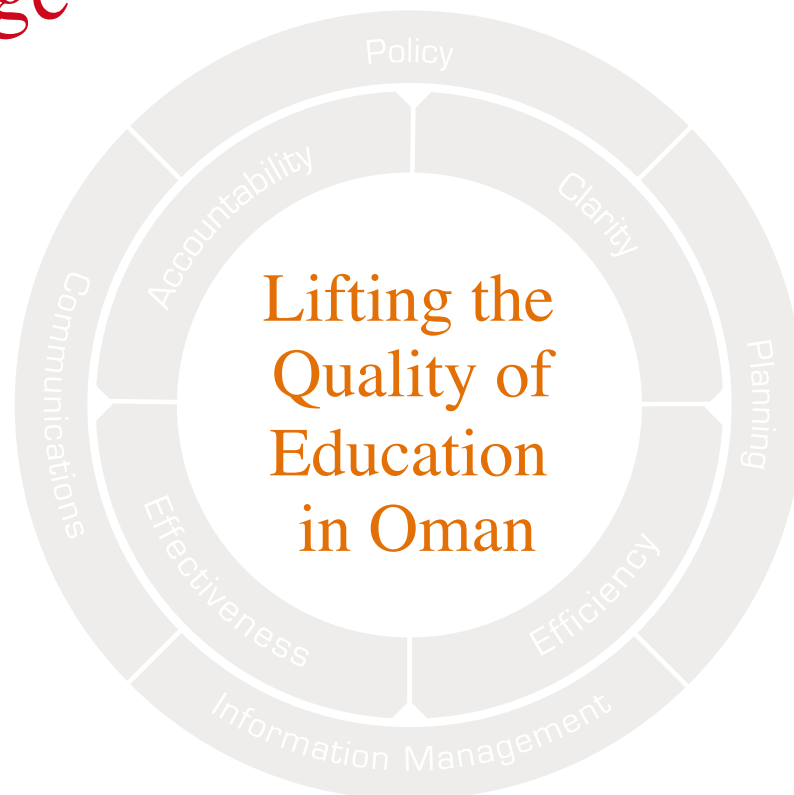 Policy
Accountability
Clarity
Communications
Planning
Lifting the
Quality of
Education
in Oman
Effectiveness
Efficiency
Information Management